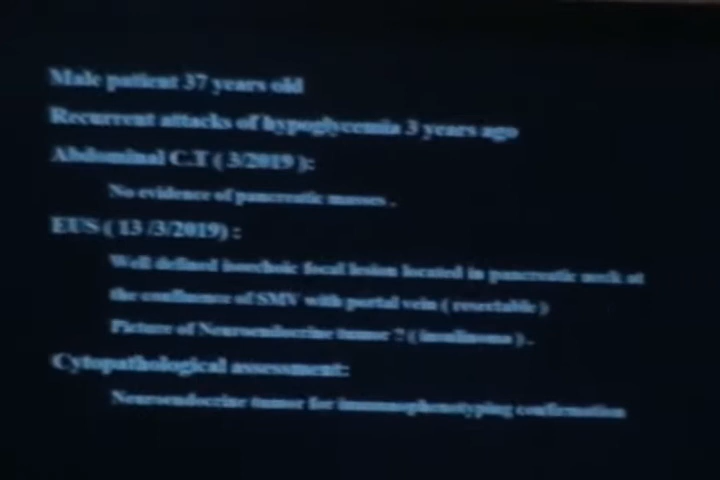 Male patient 37 years old
Recurrent attacks of hypoglycemia 3 years ago
Abdominal C.T ( 3/2019 ):
No evidence of pancreatic masses .
EUS ( 13 /3/2019) :
Well defined isoechoic focal lesion located in pancreatic neck at
the confluence of SMV with portal vein ( resectable )
Picture of Neuroendocrine tumor ? ( insulinoma ) .
Cytopathological assessment:
Neuroendocrine tumor for immunophenotyping confirmation